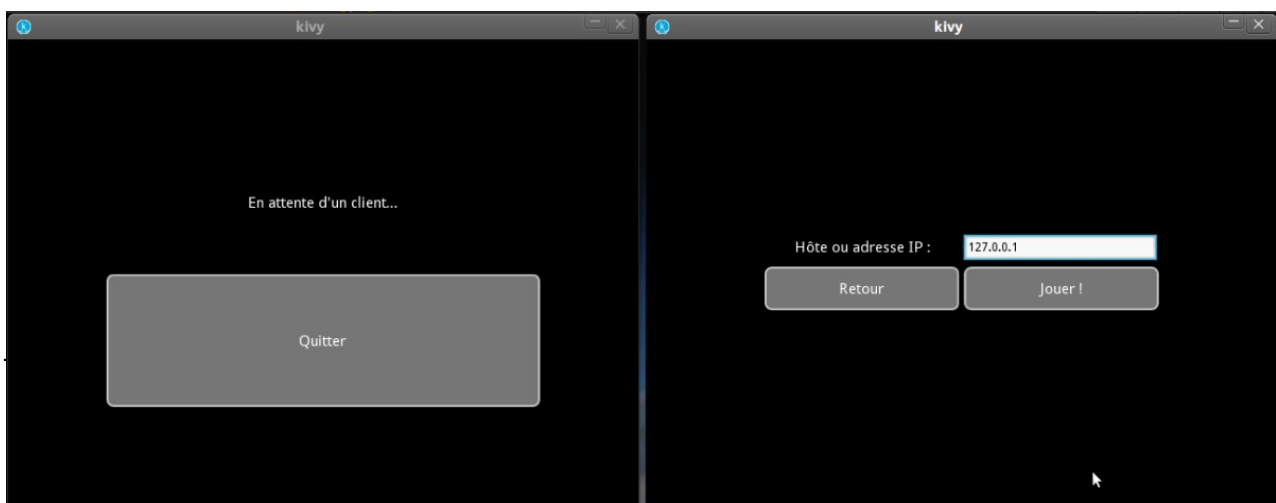 kivy
En attente d'un client...
Quitter
kivy
Hôte ou adresse IP :
127.0.0.1
Retour
Jouer !